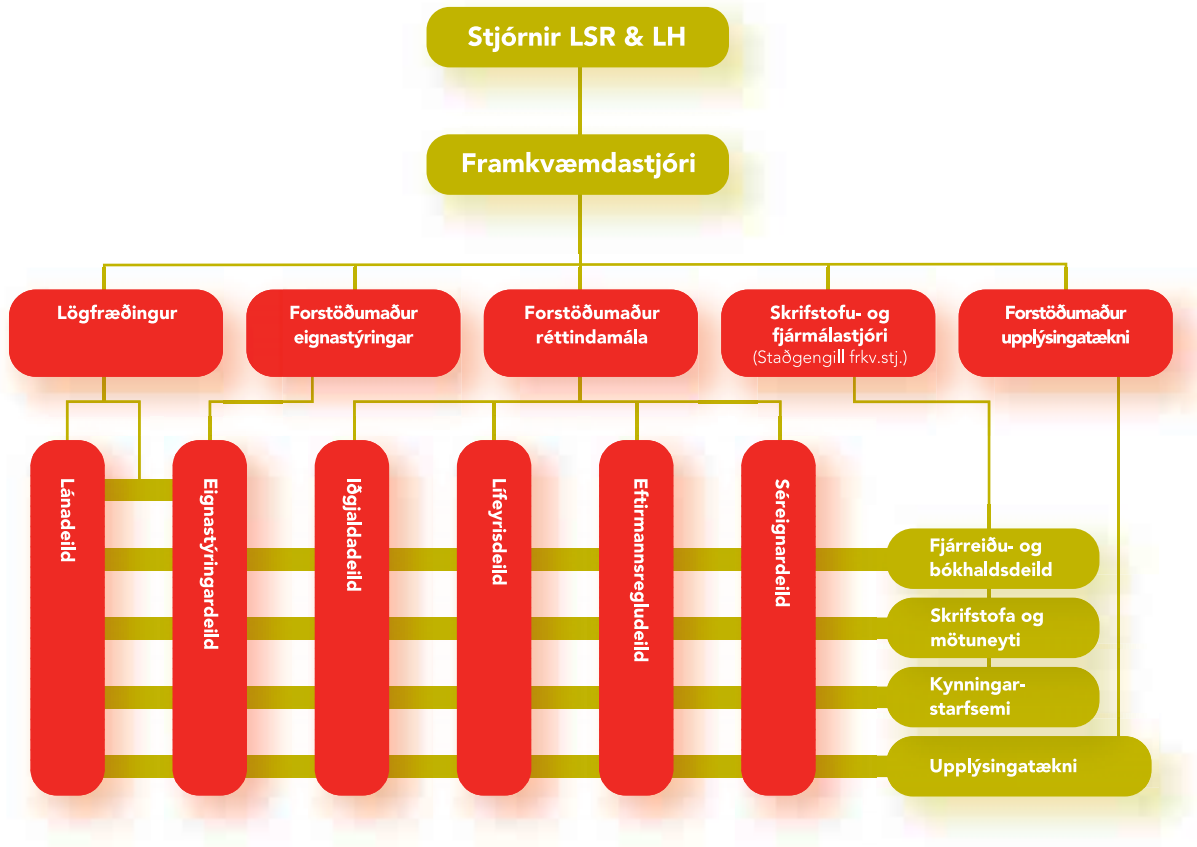 Stjórnir LSR & LH
Framkvæmdastjóri
Lögfræðingur
Forstöðumaður
eignastýringar
Forstöðumaður
réttindamála
Skrifstofu- og
fjármálastjóri
(Staðgengill frkv.stj.)
Forstöðumaður
upplýsingatækni
Lánadeild
Eignastýringardeild
Iðgjaldadeild
Lífeyrisdeild
Eftirmannsregludeild
Séreignardeild
Fjárreiðu- og
bókhaldsdeild
Skrifstofa og
mötuneyti
Kynningar-
starfsemi
Upplýsingatækni